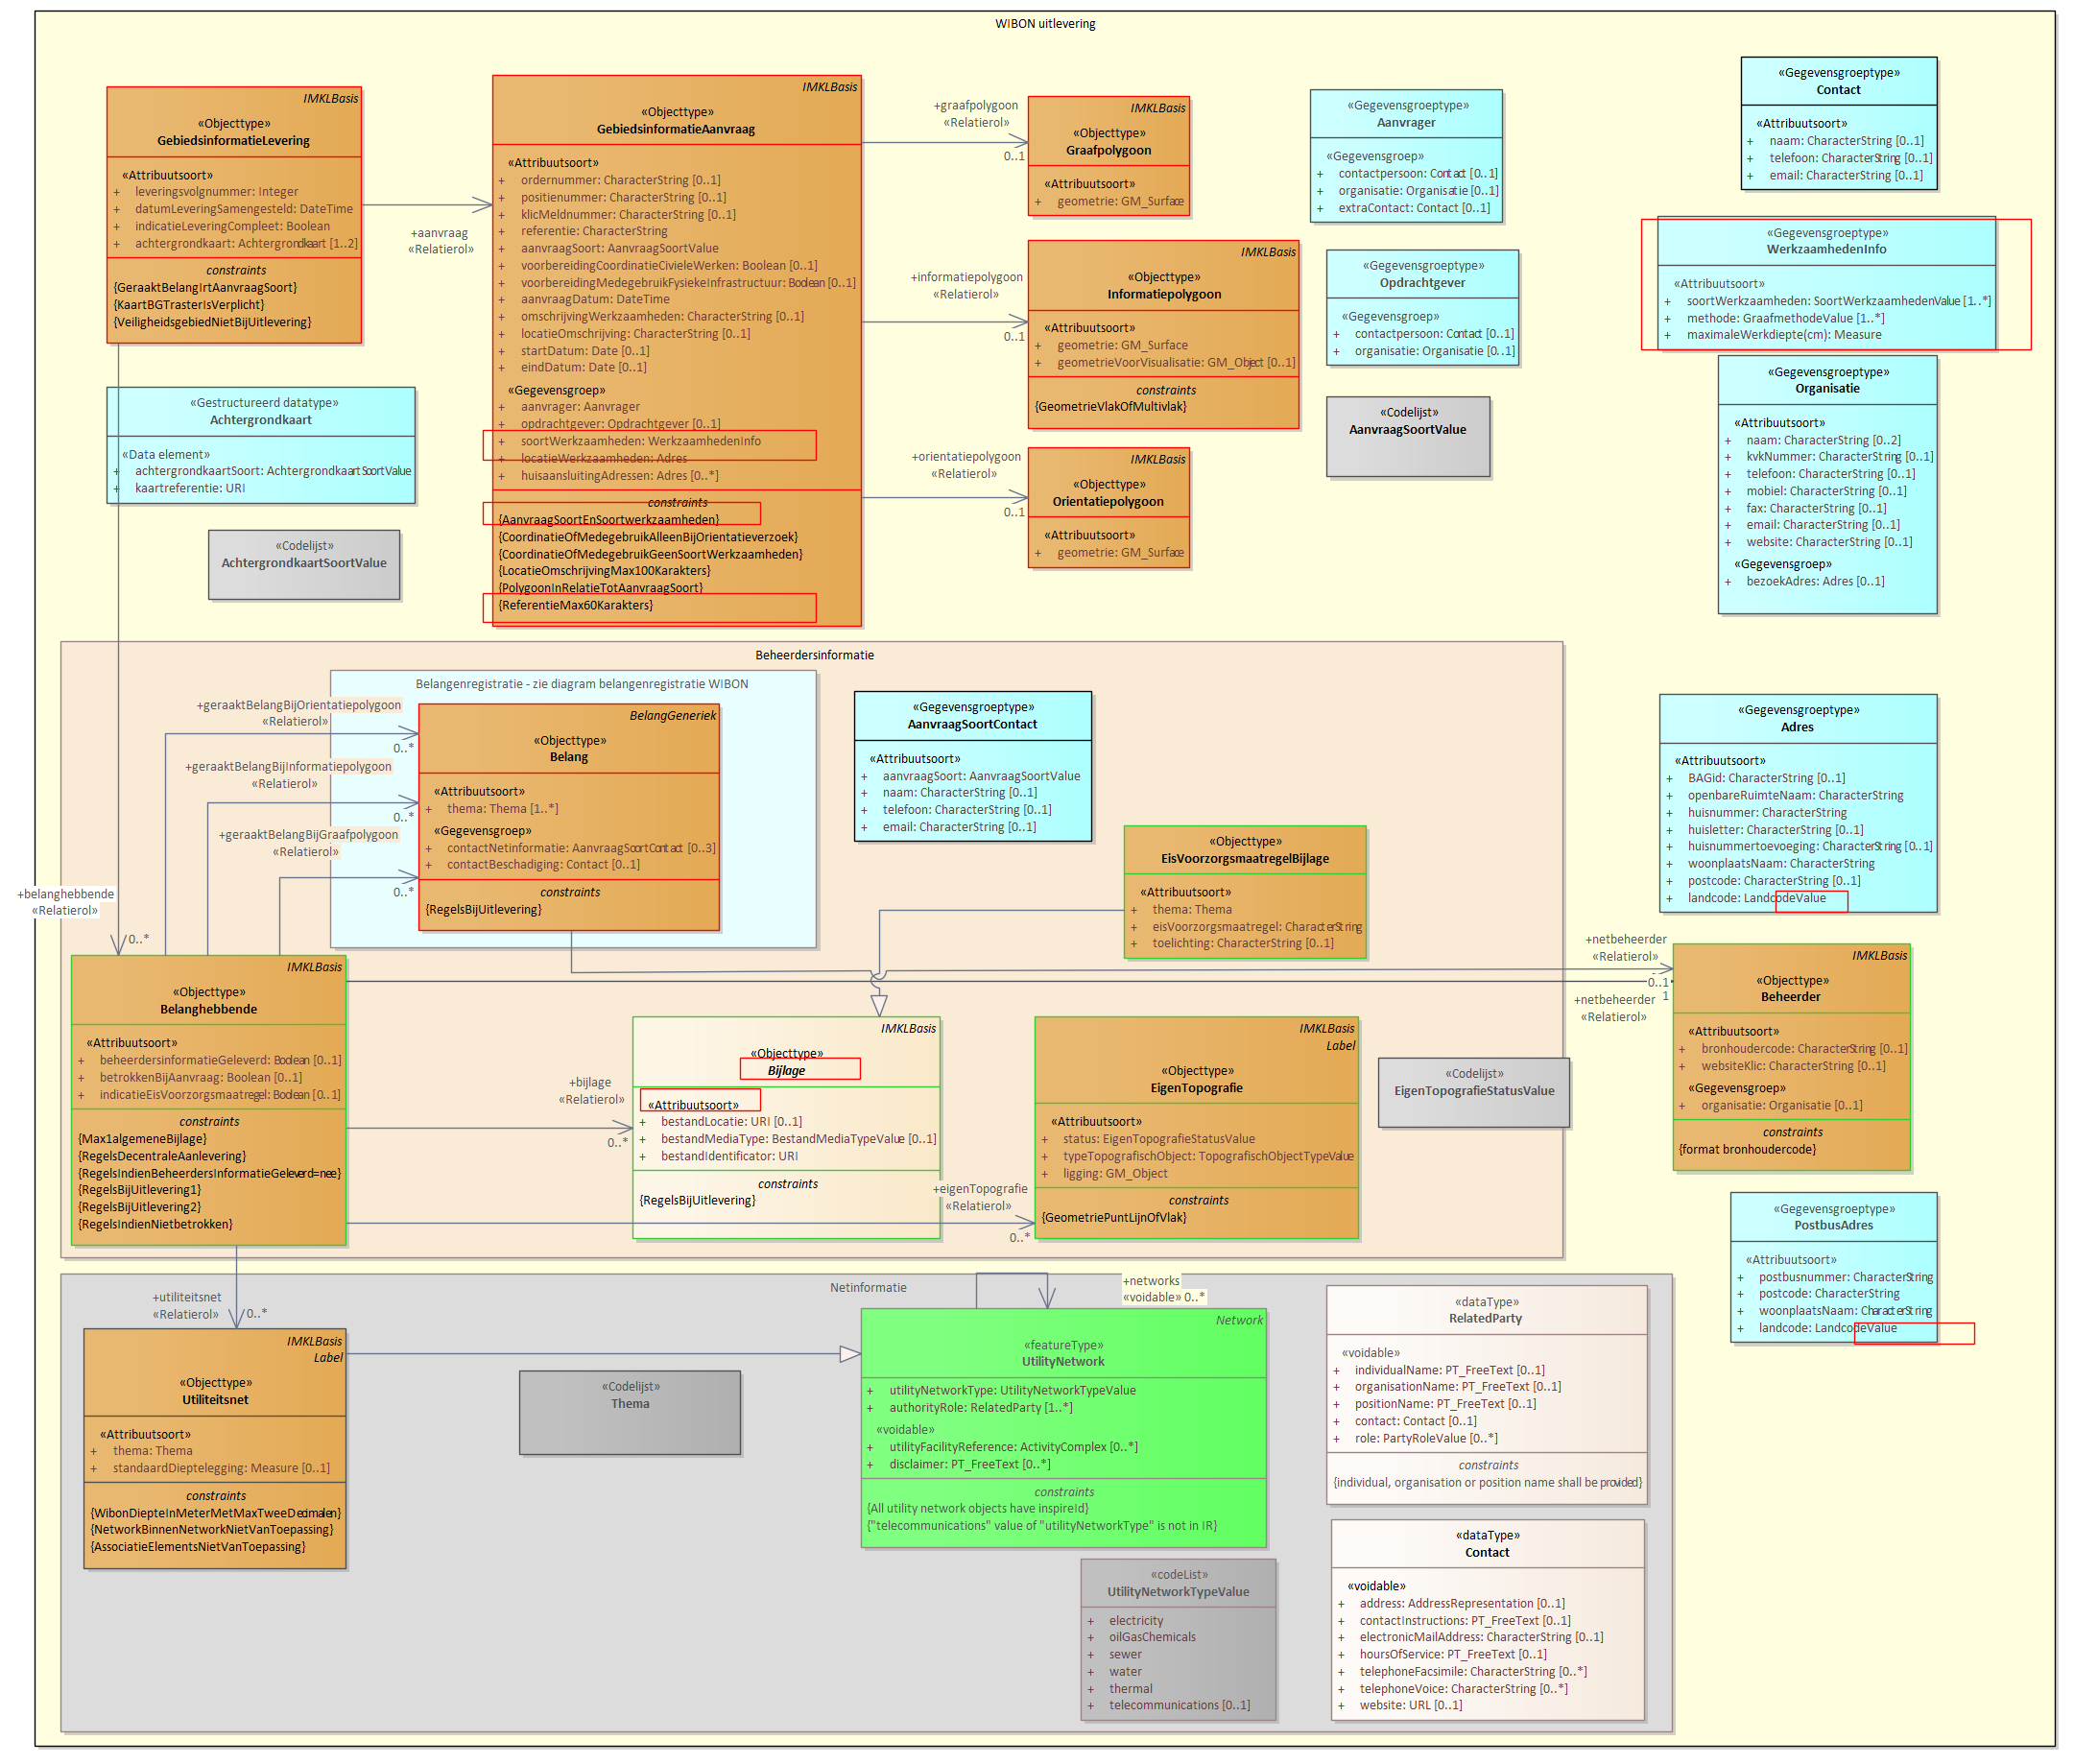 WIBON uitlevering
IMKLBasis
«Objecttype»
GebiedsinformatieLevering
«Attribuutsoort»
+ leveringsvolgnummer: Integer
+ datumLeveringSamengesteld: DateTime
+ indicatieLeveringCompleet: Boolean
+ achtergrondkaart: Achtergrondkaart [1..2]
constraints
{GeraaktBelangIrtAanvraagSoort}
{KaartBGTrasterIsVerplicht}
{VeiligheidsgebiedNietBijUitlevering}
+aanvraag
«Relatierol»
IMKLBasis
«Objecttype»
GebiedsinformatieAanvraag
«Attribuutsoort»
+ ordernummer: CharacterString [0..1]
+ positienummer: CharacterString [0..1]
+ klicMeldnummer: CharacterString [0..1]
+ referentie: CharacterString
+ aanvraagSoort: AanvraagSoortValue
+ voorbereidingCoordinatieCivieleWerken: Boolean [0..1]
+ voorbereidingMedegebruikFysiekeInfrastructuur: Boolean [0..1]
+ aanvraagDatum: DateTime
+ omschrijvingWerkzaamheden: CharacterString [0..1]
+ locatieOmschrijving: CharacterString [0..1]
+ startDatum: Date [0..1]
+ eindDatum: Date [0..1]
«Gegevensgroep»
+ aanvrager: Aanvrager
+ opdrachtgever: Opdrachtgever [0..1]
+ soortWerkzaamheden: WerkzaamhedenInfo
+ locatieWerkzaamheden: Adres
+ huisaansluitingAdressen: Adres [0..*]
constraints
{AanvraagSoortEnSoortwerkzaamheden}
{CoordinatieOfMedegebruikAlleenBijOrientatieverzoek}
{CoordinatieOfMedegebruikGeenSoortWerkzaamheden}
{LocatieOmschrijvingMax100Karakters}
{PolygoonInRelatieTotAanvraagSoort}
{ReferentieMax60Karakters}
+graafpolygoon
«Relatierol»
0..1
IMKLBasis
«Objecttype»
Graafpolygoon
«Attribuutsoort»
+ geometrie: GM_Surface
+informatiepolygoon
«Relatierol»
0..1
IMKLBasis
«Objecttype»
Informatiepolygoon
«Attribuutsoort»
+ geometrie: GM_Surface
+ geometrieVoorVisualisatie: GM_Object [0..1]
constraints
{GeometrieVlakOfMultivlak}
+orientatiepolygoon
«Relatierol»
0..1
IMKLBasis
«Objecttype»
Orientatiepolygoon
«Attribuutsoort»
+ geometrie: GM_Surface
«Gegevensgroeptype»
Aanvrager
«Gegevensgroep»
+ contactpersoon: Contact [0..1]
+ organisatie: Organisatie [0..1]
+ extraContact: Contact [0..1]
«Gegevensgroeptype»
Opdrachtgever
«Gegevensgroep»
+ contactpersoon: Contact [0..1]
+ organisatie: Organisatie [0..1]
«Codelijst»
AanvraagSoortValue
«Gegevensgroeptype»
Contact
«Attribuutsoort»
+ naam: CharacterString [0..1]
+ telefoon: CharacterString [0..1]
+ email: CharacterString [0..1]
«Gegevensgroeptype»
WerkzaamhedenInfo
«Attribuutsoort»
+ soortWerkzaamheden: SoortWerkzaamhedenValue [1..*]
+ methode: GraafmethodeValue [1..*]
+ maximaleWerkdiepte(cm): Measure
«Gegevensgroeptype»
Organisatie
«Attribuutsoort»
+ naam: CharacterString [0..2]
+ kvkNummer: CharacterString [0..1]
+ telefoon: CharacterString [0..1]
+ mobiel: CharacterString [0..1]
+ fax: CharacterString [0..1]
+ email: CharacterString [0..1]
+ website: CharacterString [0..1]
«Gegevensgroep»
+ bezoekAdres: Adres [0..1]
«Gestructureerd datatype»
Achtergrondkaart
«Data element»
+ achtergrondkaartSoort: AchtergrondkaartSoortValue
+ kaartreferentie: URI
«Codelijst»
AchtergrondkaartSoortValue
Beheerdersinformatie
Belangenregistratie - zie diagram belangenregistratie WIBON
+geraaktBelangBijOrientatiepolygoon
«Relatierol»
0..*
+geraaktBelangBijInformatiepolygoon
«Relatierol»
0..*
+geraaktBelangBijGraafpolygoon
«Relatierol»
0..*
BelangGeneriek
«Objecttype»
Belang
«Attribuutsoort»
+ thema: Thema [1..*]
«Gegevensgroep»
+ contactNetinformatie: AanvraagSoortContact [0..3]
+ contactBeschadiging: Contact [0..1]
constraints
{RegelsBijUitlevering}
«Gegevensgroeptype»
AanvraagSoortContact
«Attribuutsoort»
+ aanvraagSoort: AanvraagSoortValue
+ naam: CharacterString [0..1]
+ telefoon: CharacterString [0..1]
+ email: CharacterString [0..1]
«Objecttype»
EisVoorzorgsmaatregelBijlage
«Attribuutsoort»
+ thema: Thema
+ eisVoorzorgsmaatregel: CharacterString
+ toelichting: CharacterString [0..1]
«Gegevensgroeptype»
Adres
«Attribuutsoort»
+ BAGid: CharacterString [0..1]
+ openbareRuimteNaam: CharacterString
+ huisnummer: CharacterString
+ huisletter: CharacterString [0..1]
+ huisnummertoevoeging: CharacterString [0..1]
+ woonplaatsNaam: CharacterString
+ postcode: CharacterString [0..1]
+ landcode: LandcodeValue
+belanghebbende
«Relatierol»
0..*
IMKLBasis
«Objecttype»
Belanghebbende
«Attribuutsoort»
+ beheerdersinformatieGeleverd: Boolean [0..1]
+ betrokkenBijAanvraag: Boolean [0..1]
+ indicatieEisVoorzorgsmaatregel: Boolean [0..1]
constraints
{Max1algemeneBijlage}
{RegelsDecentraleAanlevering}
{RegelsIndienBeheerdersInformatieGeleverd=nee}
{RegelsBijUitlevering1}
{RegelsBijUitlevering2}
{RegelsIndienNietbetrokken}
+bijlage
«Relatierol»
0..*
IMKLBasis
«Objecttype»
Bijlage
«Attribuutsoort»
+ bestandLocatie: URI [0..1]
+ bestandMediaType: BestandMediaTypeValue [0..1]
+ bestandIdentificator: URI
constraints
{RegelsBijUitlevering}
+eigenTopografie
«Relatierol»
0..*
IMKLBasis
Label
«Objecttype»
EigenTopografie
«Attribuutsoort»
+ status: EigenTopografieStatusValue
+ typeTopografischObject: TopografischObjectTypeValue
+ ligging: GM_Object
constraints
{GeometriePuntLijnOfVlak}
«Codelijst»
EigenTopografieStatusValue
+netbeheerder
«Relatierol»
0..1
+netbeheerder 1
«Relatierol»
IMKLBasis
«Objecttype»
Beheerder
«Attribuutsoort»
+ bronhoudercode: CharacterString [0..1]
+ websiteKlic: CharacterString [0..1]
«Gegevensgroep»
+ organisatie: Organisatie [0..1]
constraints
{format bronhoudercode}
«Gegevensgroeptype»
PostbusAdres
«Attribuutsoort»
+ postbusnummer: CharacterString
+ postcode: CharacterString
+ woonplaatsNaam: CharacterString
+ landcode: LandcodeValue
Netinformatie
+utiliteitsnet
«Relatierol»
0..*
IMKLBasis
Label
«Objecttype»
Utiliteitsnet
«Attribuutsoort»
+ thema: Thema
+ standaardDieptelegging: Measure [0..1]
constraints
{WibonDiepteInMeterMetMaxTweeDecimalen}
{NetworkBinnenNetworkNietVanToepassing}
{AssociatieElementsNietVanToepassing}
«Codelijst»
Thema
+networks
«voidable» 0..*
Network
«featureType»
UtilityNetwork
+ utilityNetworkType: UtilityNetworkTypeValue
+ authorityRole: RelatedParty [1..*]
«voidable»
+ utilityFacilityReference: ActivityComplex [0..*]
+ disclaimer: PT_FreeText [0..*]
constraints
{All utility network objects have inspireId}
{"telecommunications" value of "utilityNetworkType" is not in IR}
«codeList»
UtilityNetworkTypeValue
+ electricity
+ oilGasChemicals
+ sewer
+ water
+ thermal
+ telecommunications [0..1]
«dataType»
RelatedParty
«voidable»
+ individualName: PT_FreeText [0..1]
+ organisationName: PT_FreeText [0..1]
+ positionName: PT_FreeText [0..1]
+ contact: Contact [0..1]
+ role: PartyRoleValue [0..*]
constraints
{individual, organisation or position name shall be provided}
«dataType»
Contact
«voidable»
+ address: AddressRepresentation [0..1]
+ contactInstructions: PT_FreeText [0..1]
+ electronicMailAddress: CharacterString [0..1]
+ hoursOfService: PT_FreeText [0..1]
+ telephoneFacsimile: CharacterString [0..*]
+ telephoneVoice: CharacterString [0..*]
+ website: URL [0..1]